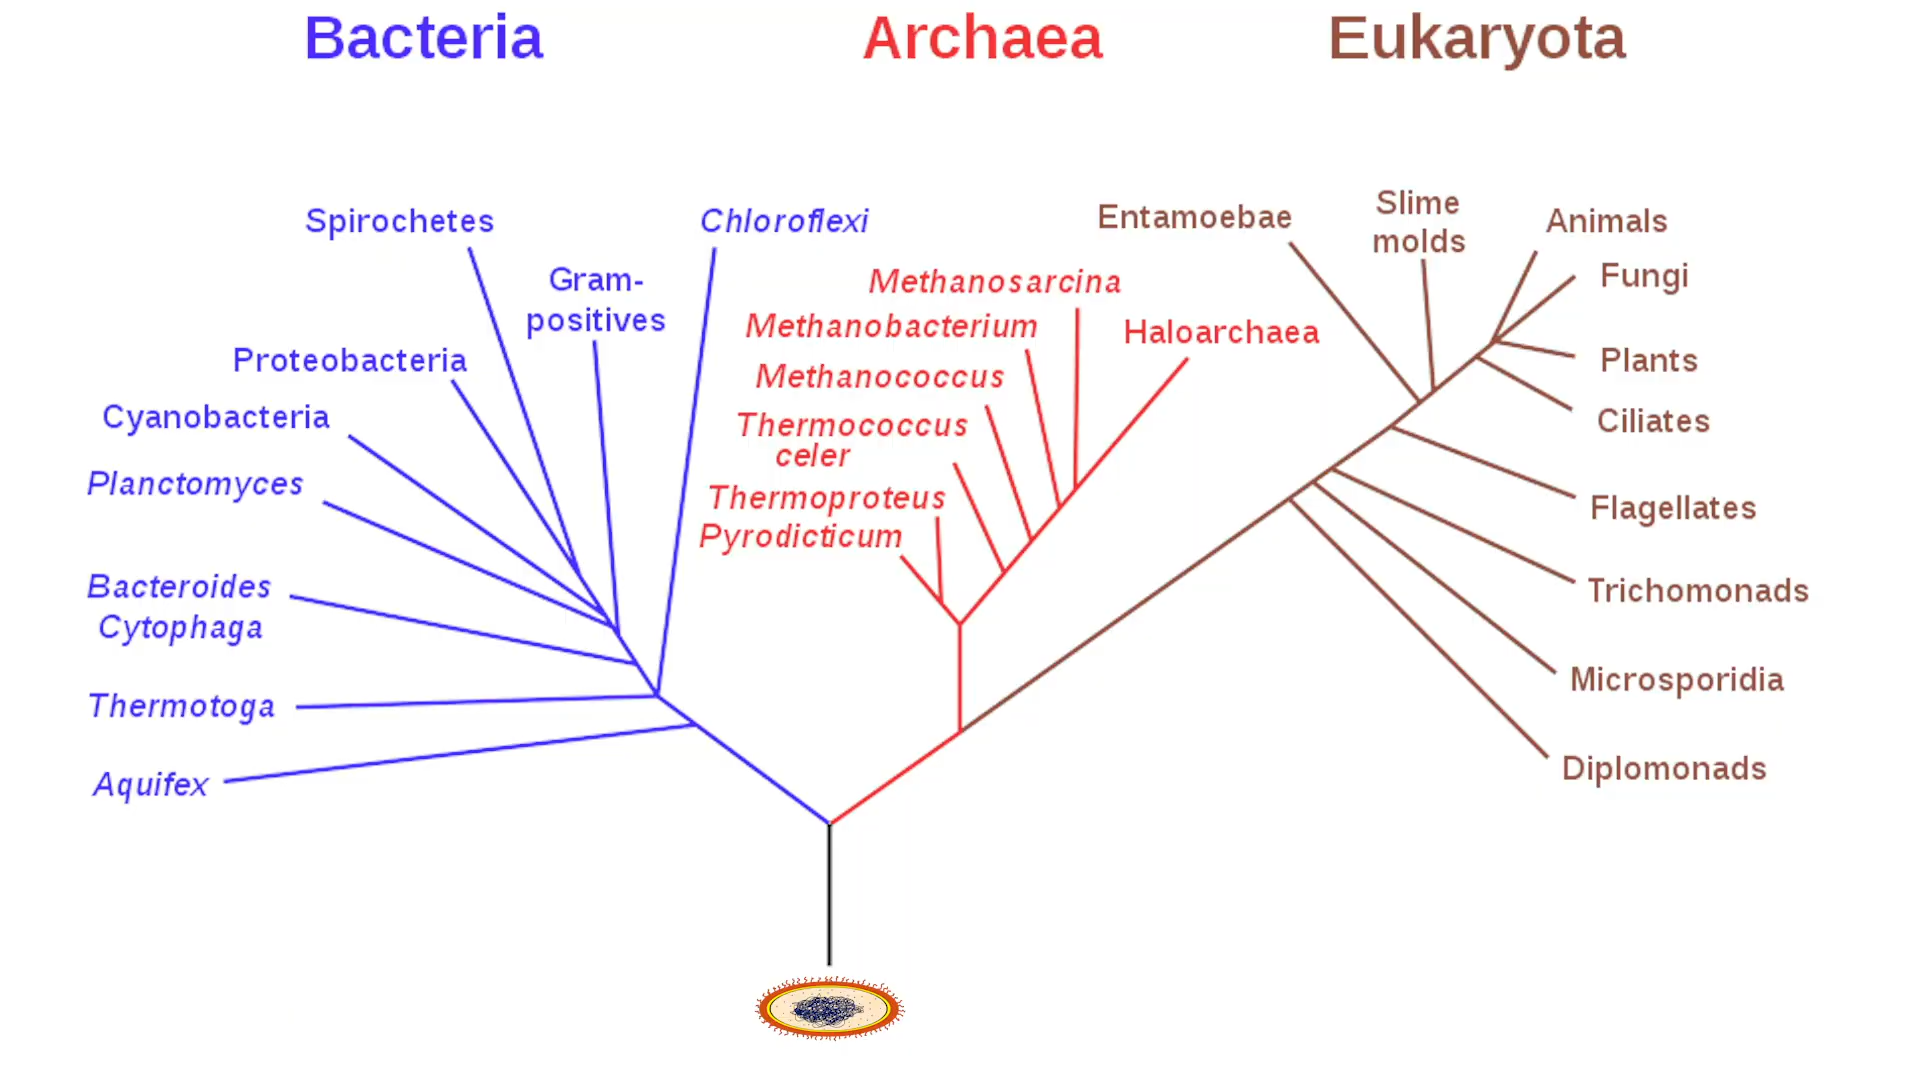 Bacteria
Archaea
Eukaryota
Spirochetes
Gram-
positives
Chloroflexi
Proteobacteria
Cyanobacteria
Planctomyces
Bacteroides
Cytophaga
Thermotoga
Aquifex
Methanosarcina
Methanobacterium
Haloarchaea
Methanococcus
Thermococcus
celer
Thermoproteus
Pyrodicticum
Entamoebae
Slime
molds
Animals
Fungi
Plants
Ciliates
Flagellates
Trichomonads
Microsporidia
Diplomonads